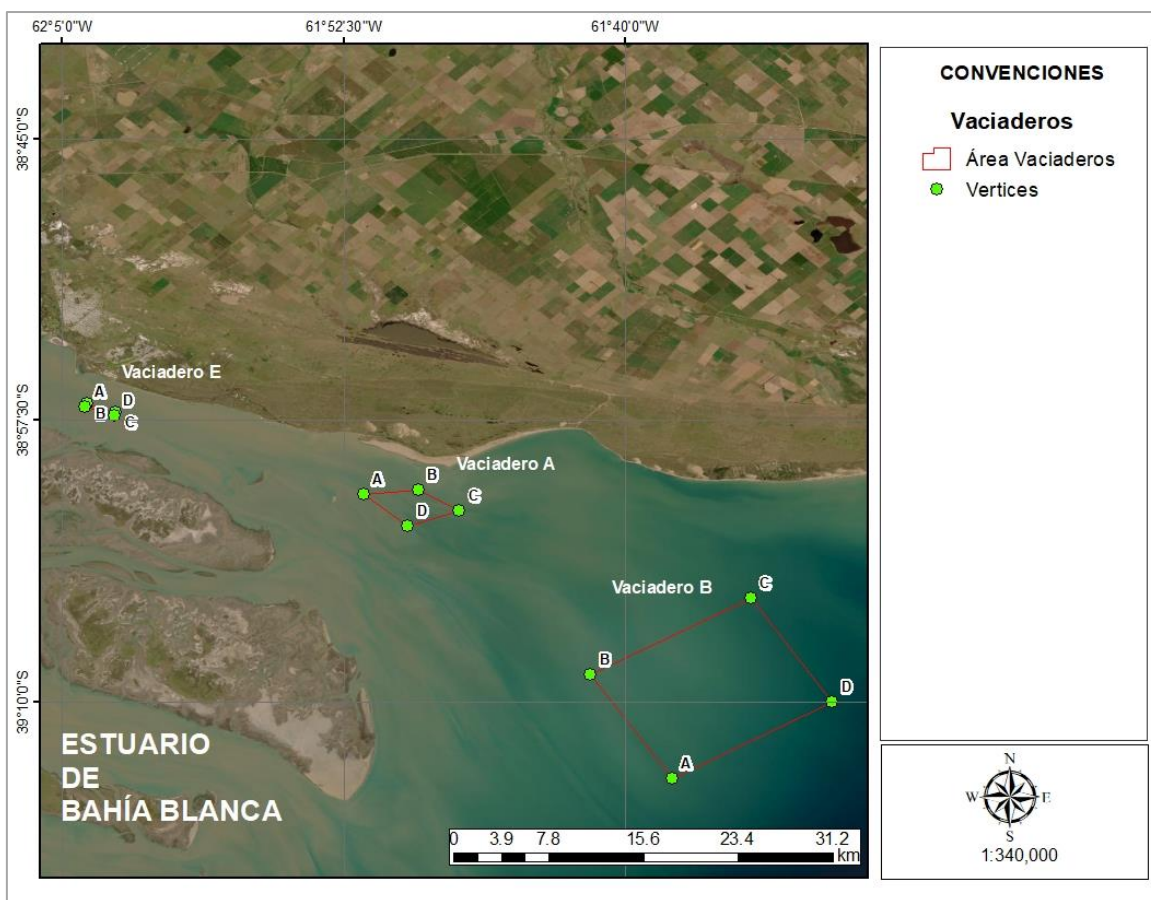 62°5'0"W
61°52'30"W
61°40'0"W
38°45'0"S
38°57'30"S
39°10'0"S
Vaciadero E
A
D
B
C
Vaciadero A
A
B
C
D
Vaciadero B
C
B
D
A
ESTUARIO
DE
BAHÍA BLANCA
0 3.9 7.8 15.6 23.4 31.2
km
CONVENCIONES
Vaciaderos
Área Vaciaderos
Vertices
N
W E
S
1:340,000